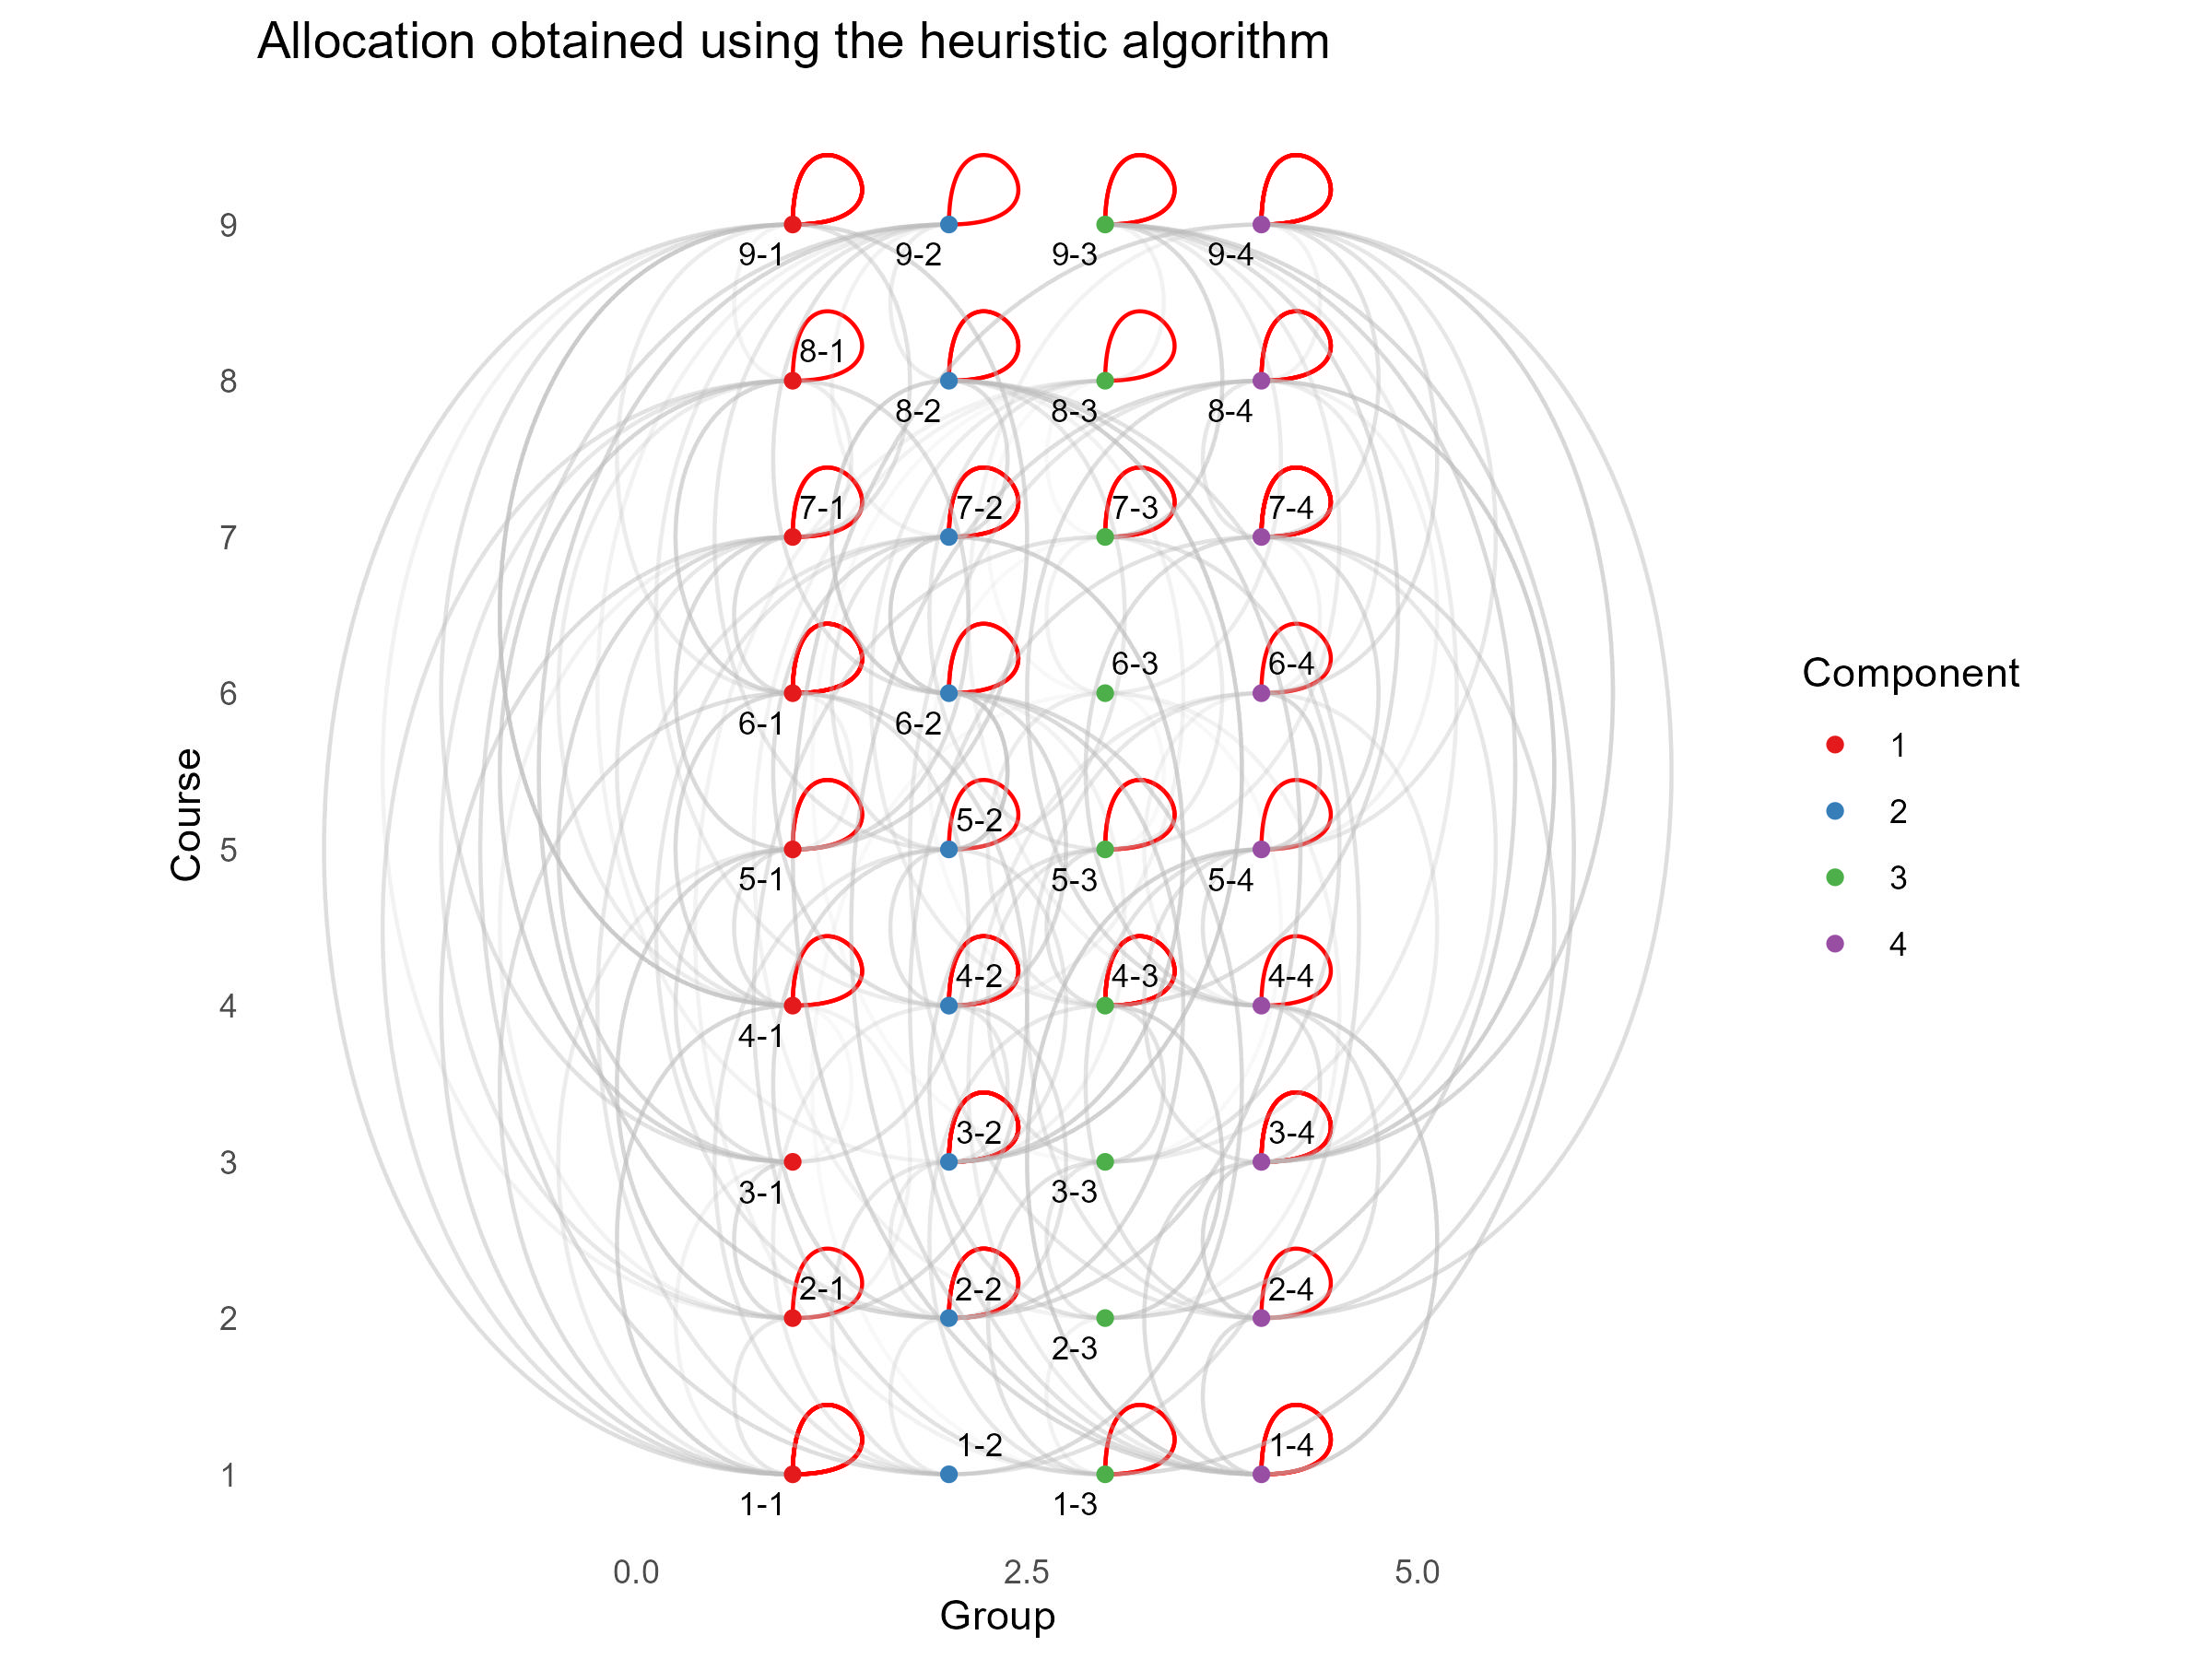 Allocation obtained using the heuristic algorithm
9
9-1 9-2 9-3 9-4
8-1
8
8-2 8-3 8-4
7-1 7-2 7-3 7-4
7
6-3 6-4
6
6-1 6-2
5-2
5
5-1 5-3 5-4
4-2 4-3 4-4
4
4-1
3-2 3-4
3
3-1 3-3
2-1 2-2 2-4
2
2-3
1-2 1-4
1
1-1 1-3
0.0 2.5 5.0
Group
Course
Component
1
2
3
4